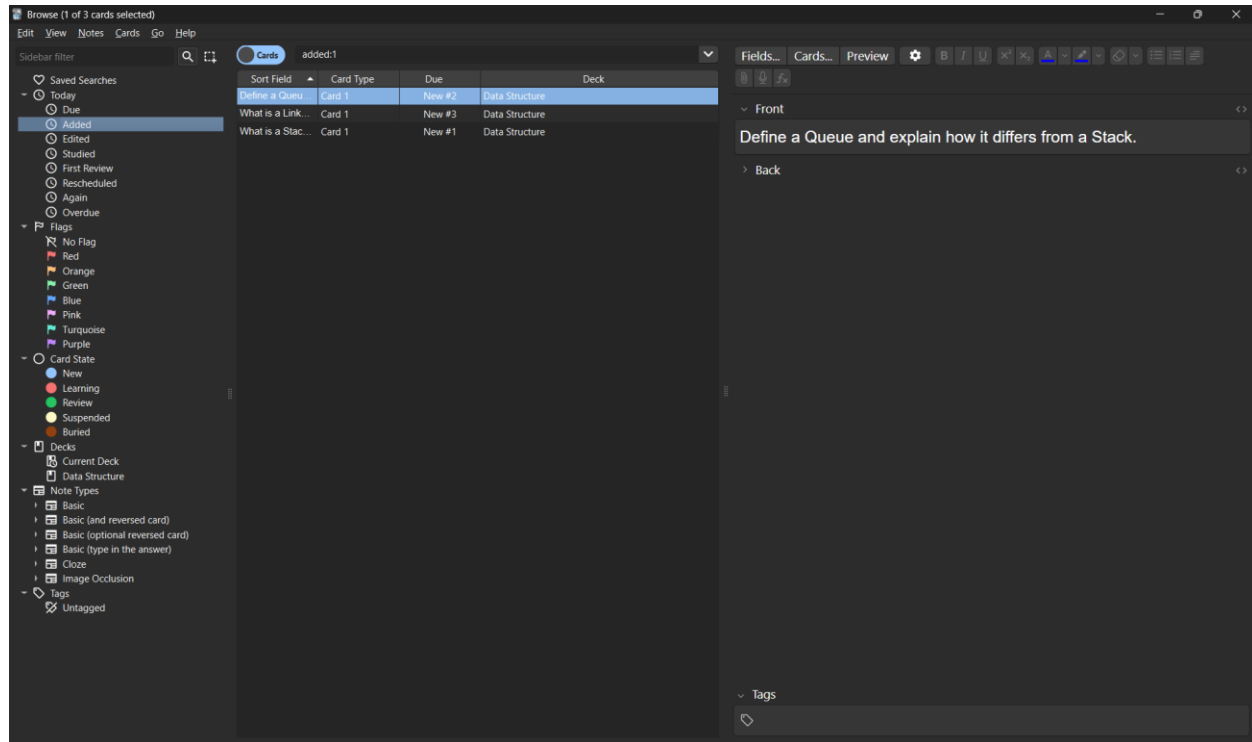 Browse (1 of 3 cards selected)
Edit View Notes Cards Go Help
Sidebar filter
Saved Searches
Today
Due
Added
Edited
Studied
First Review
Rescheduled
Again
Overdue
Flags
No Flag
Red
Orange
Green
Blue
Pink
Turquoise
Purple
Card State
New
Learning
Review
Suspended
Buried
Decks
Current Deck
Data Structure
Note Types
Basic
Basic (and reversed card)
Basic (optional reversed card)
Basic (type in the answer)
Cloze
Image Occlusion
Tags
Untagged
Cards added:1
Sort Field Card Type Due Deck
Define a Queu... Card 1 New #2 Data Structure
What is a Link... Card 1 New #3 Data Structure
What is a Stac... Card 1 New #1 Data Structure
Fields... Cards... Preview B I U x² x₂ A
fx
Front
Define a Queue and explain how it differs from a Stack.
Back
Tags